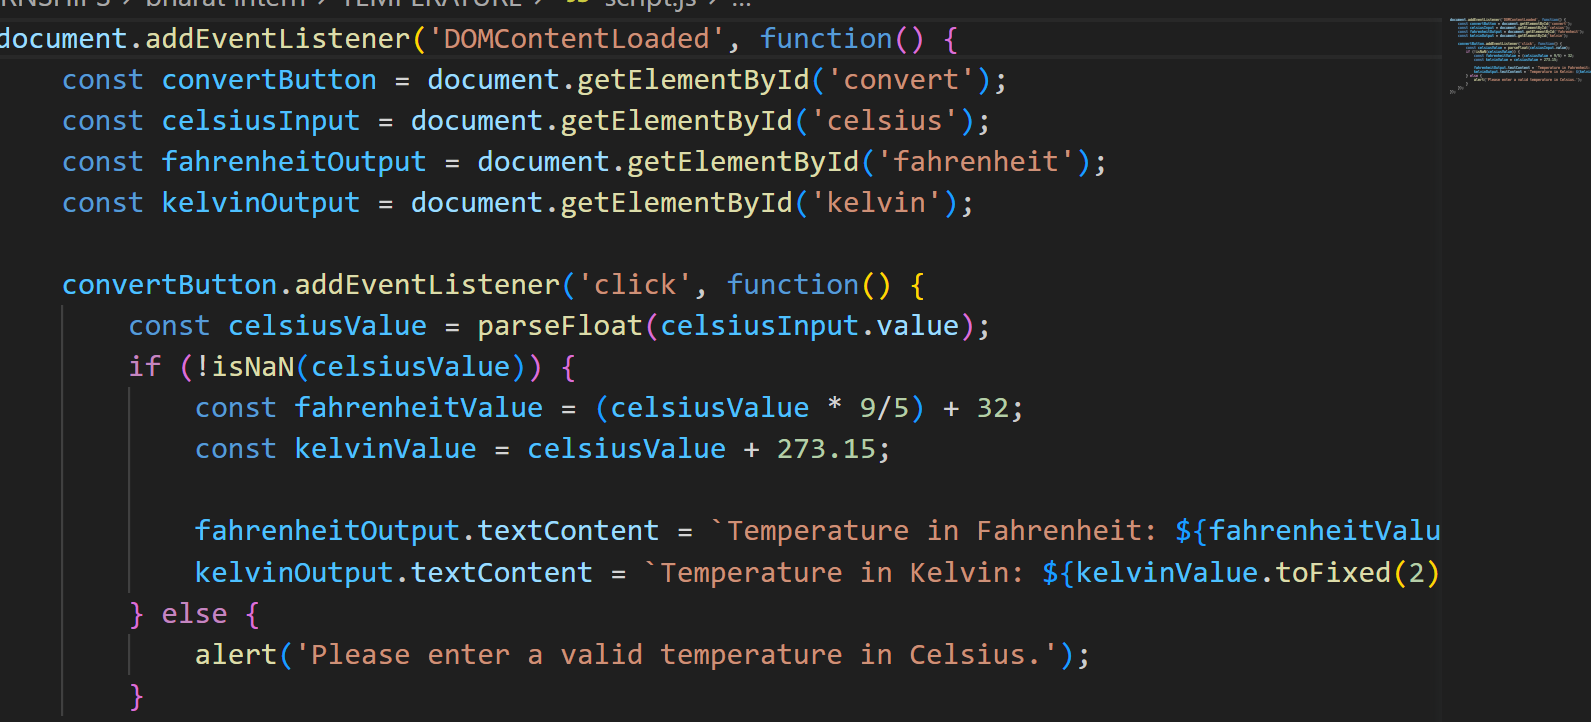 bharat intern > TEMPERATURE > JS script.js > ...
document.addEventListener('DOMContentLoaded', function() {
    const convertButton = document.getElementById('convert');
    const celsiusInput = document.getElementById('celsius');
    const fahrenheitOutput = document.getElementById('fahrenheit');
    const kelvinOutput = document.getElementById('kelvin');
    convertButton.addEventListener('click', function() {
        const celsiusValue = parseFloat(celsiusInput.value);
        if (!isNaN(celsiusValue)) {
            const fahrenheitValue = (celsiusValue * 9/5) + 32;
            const kelvinValue = celsiusValue + 273.15;
            fahrenheitOutput.textContent = `Temperature in Fahrenheit: ${fahrenheitValu
            kelvinOutput.textContent = `Temperature in Kelvin: ${kelvinValue.toFixed(2)
        } else {
            alert('Please enter a valid temperature in Celsius.');
        }